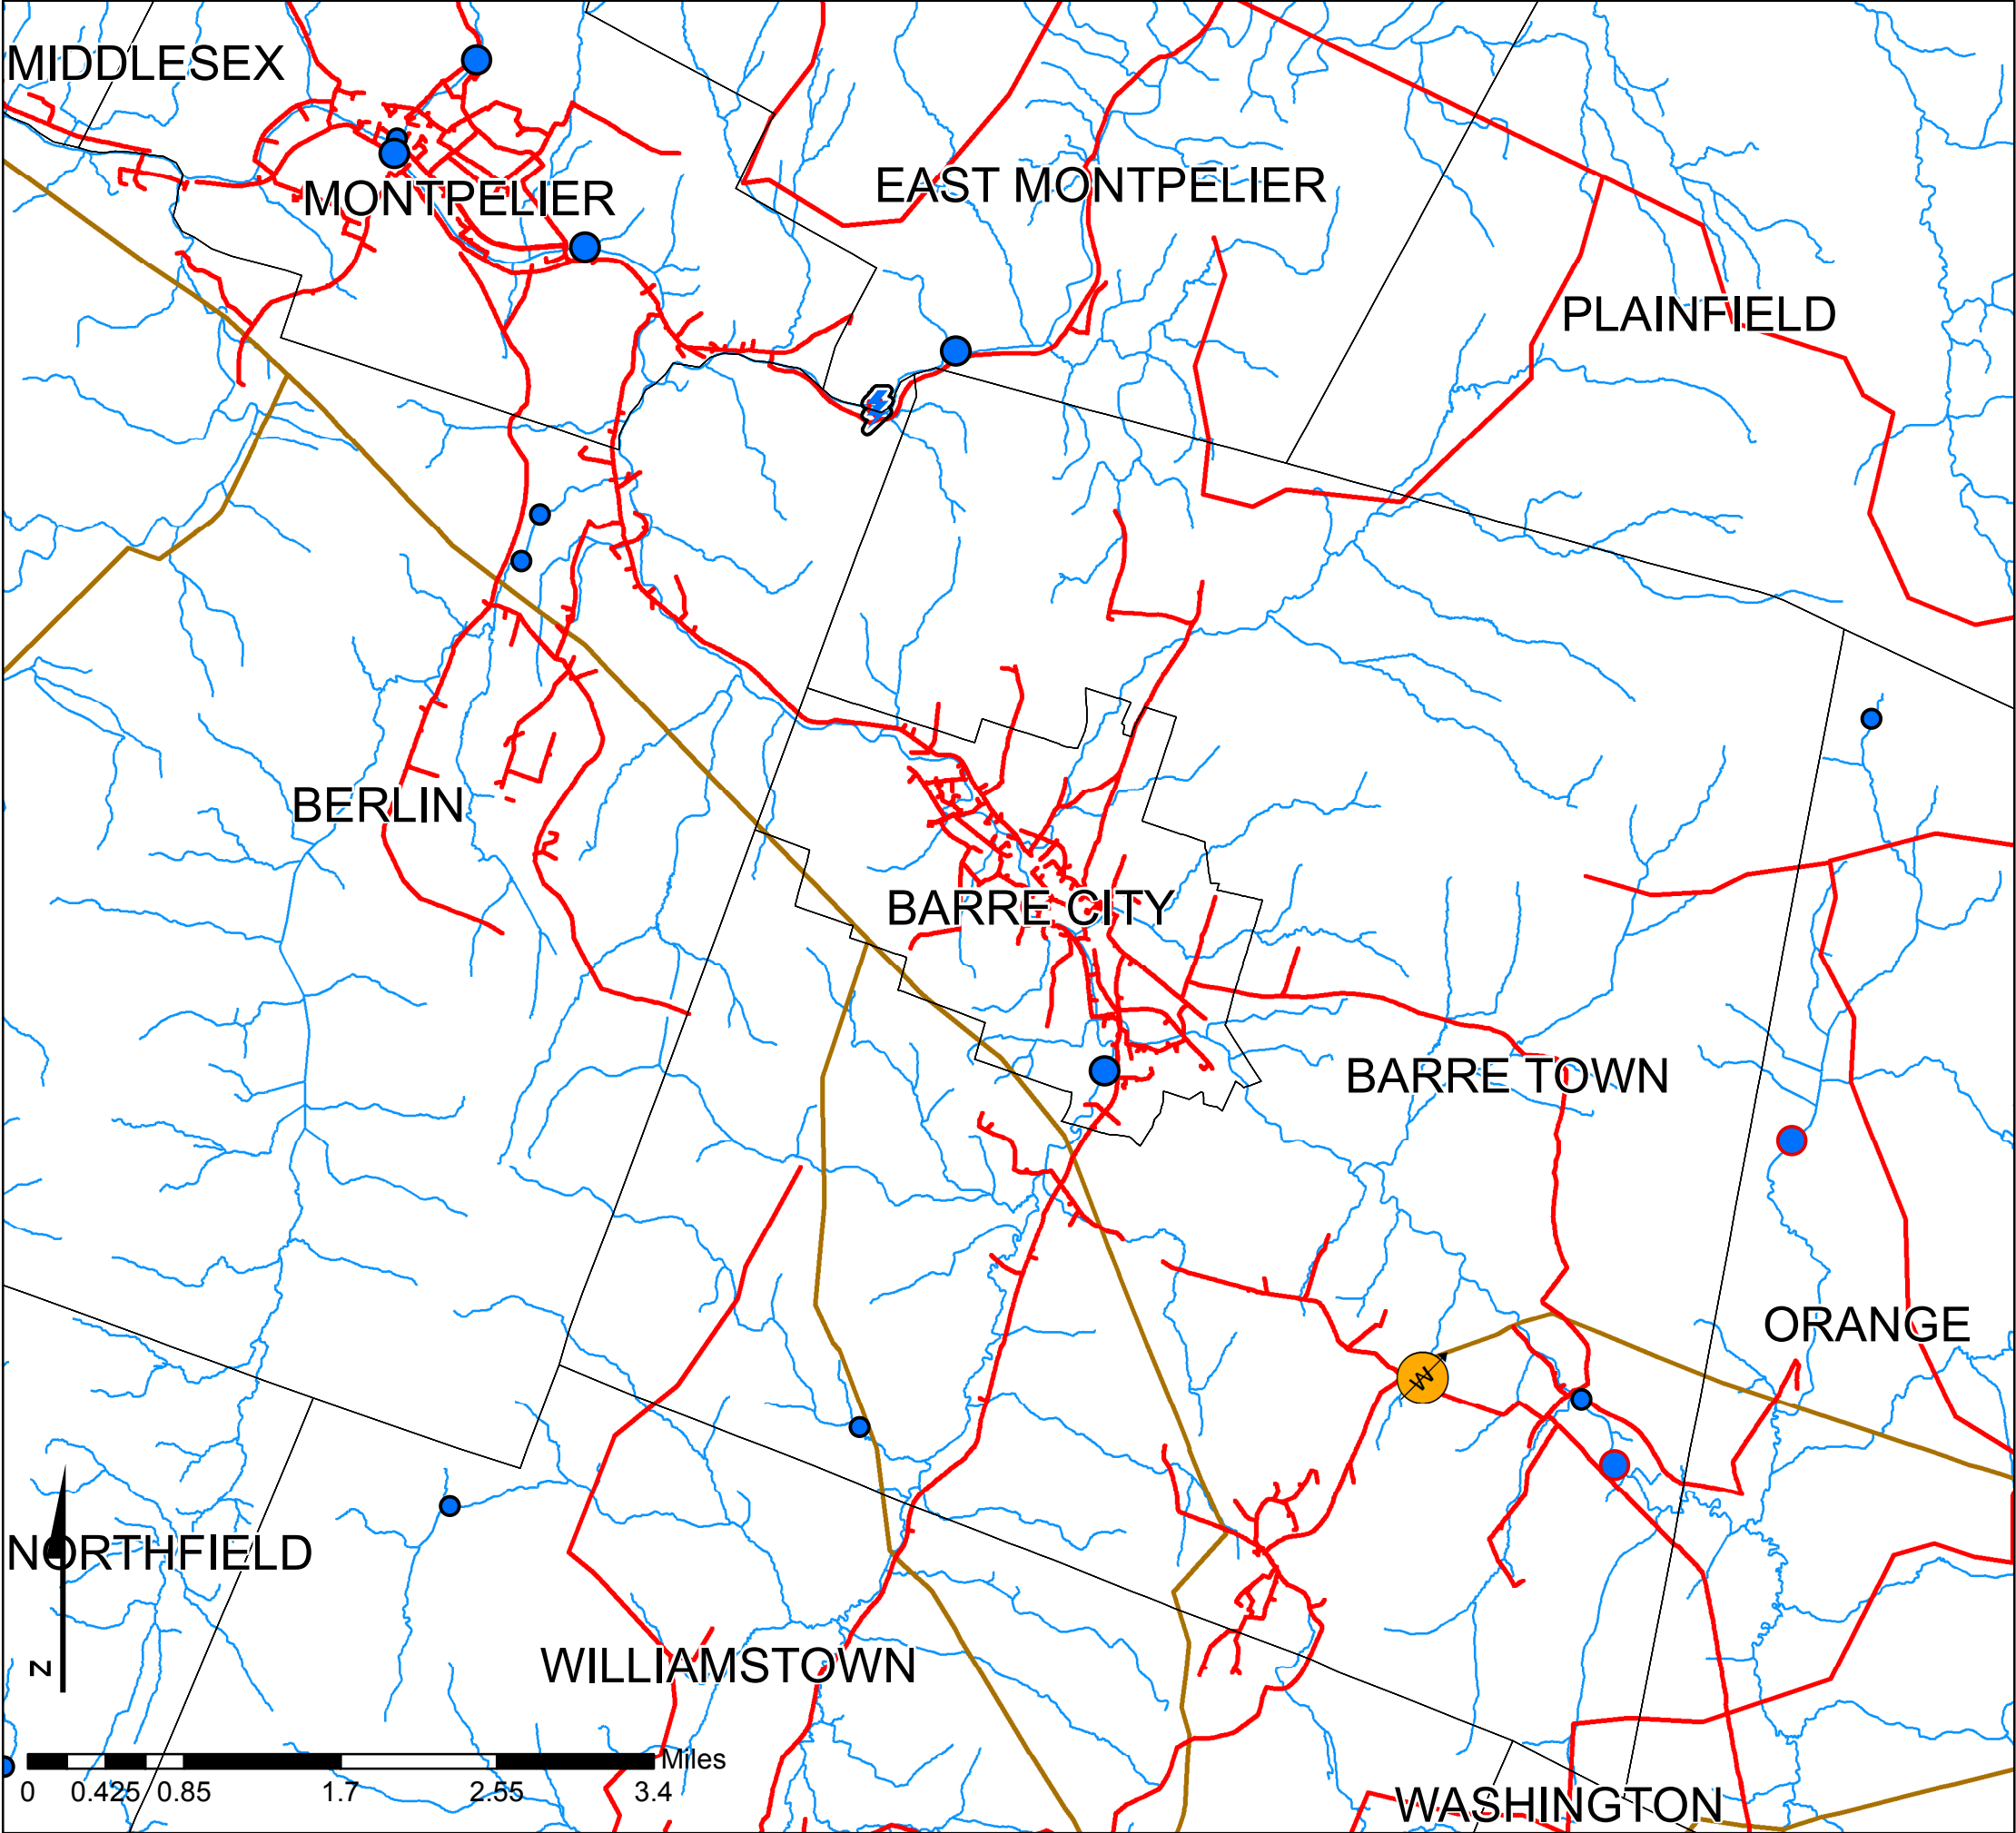 MIDDLESEX
MONTPELIER
EAST MONTPELIER
PLAINFIELD
BERLIN
BARRE CITY
BARRE TOWN
ORANGE
W
NORTHFIELD
WILLIAMSTOWN
N
Miles
0 0.425 0.85 1.7 2.55 3.4
WASHINGTON